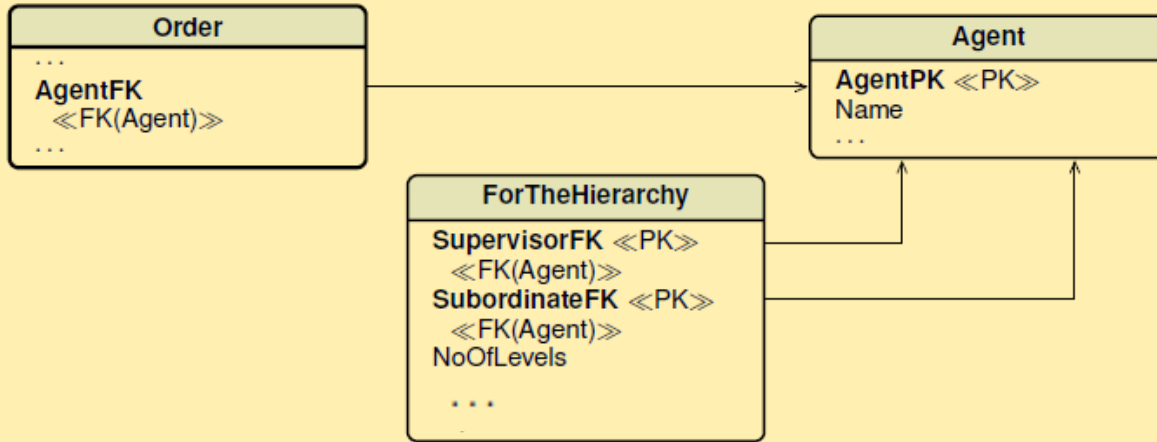 Order
. . .
AgentFK
≪FK(Agent)≫
. . .
Agent
AgentPK ≪PK≫
Name
. . .
ForTheHierarchy
SupervisorFK ≪PK≫
≪FK(Agent)≫
SubordinateFK ≪PK≫
≪FK(Agent)≫
NoOfLevels
. . .